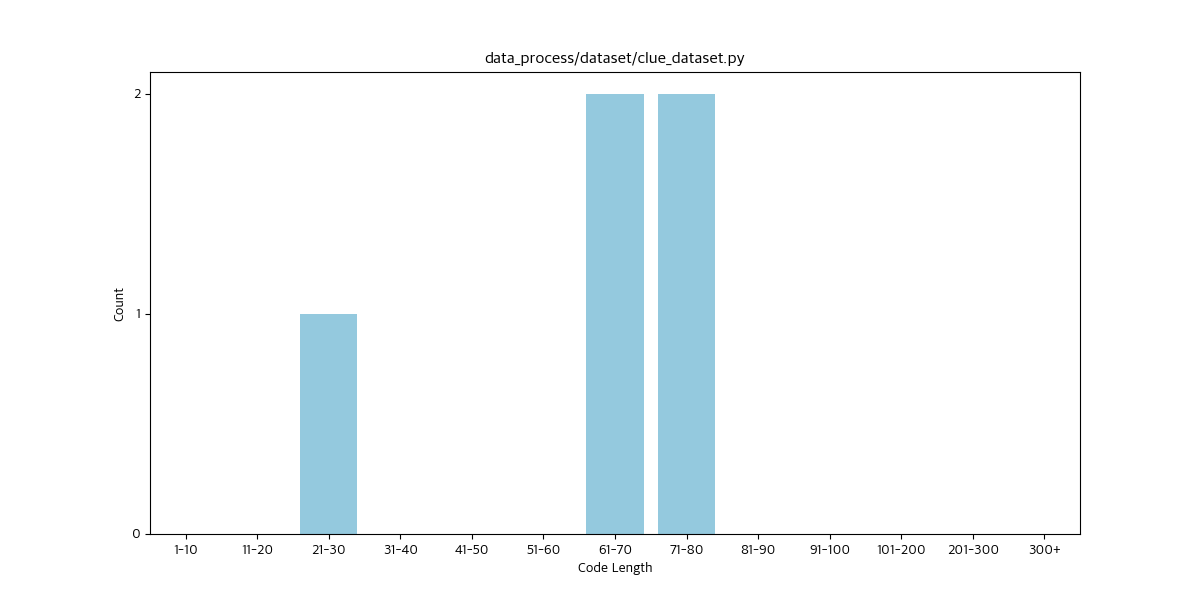 data_process/dataset/clue_dataset.py
2
1
0
Count
1-10 11-20 21-30 31-40 41-50 51-60 61-70 71-80 81-90 91-100 101-200 201-300 300+
Code Length